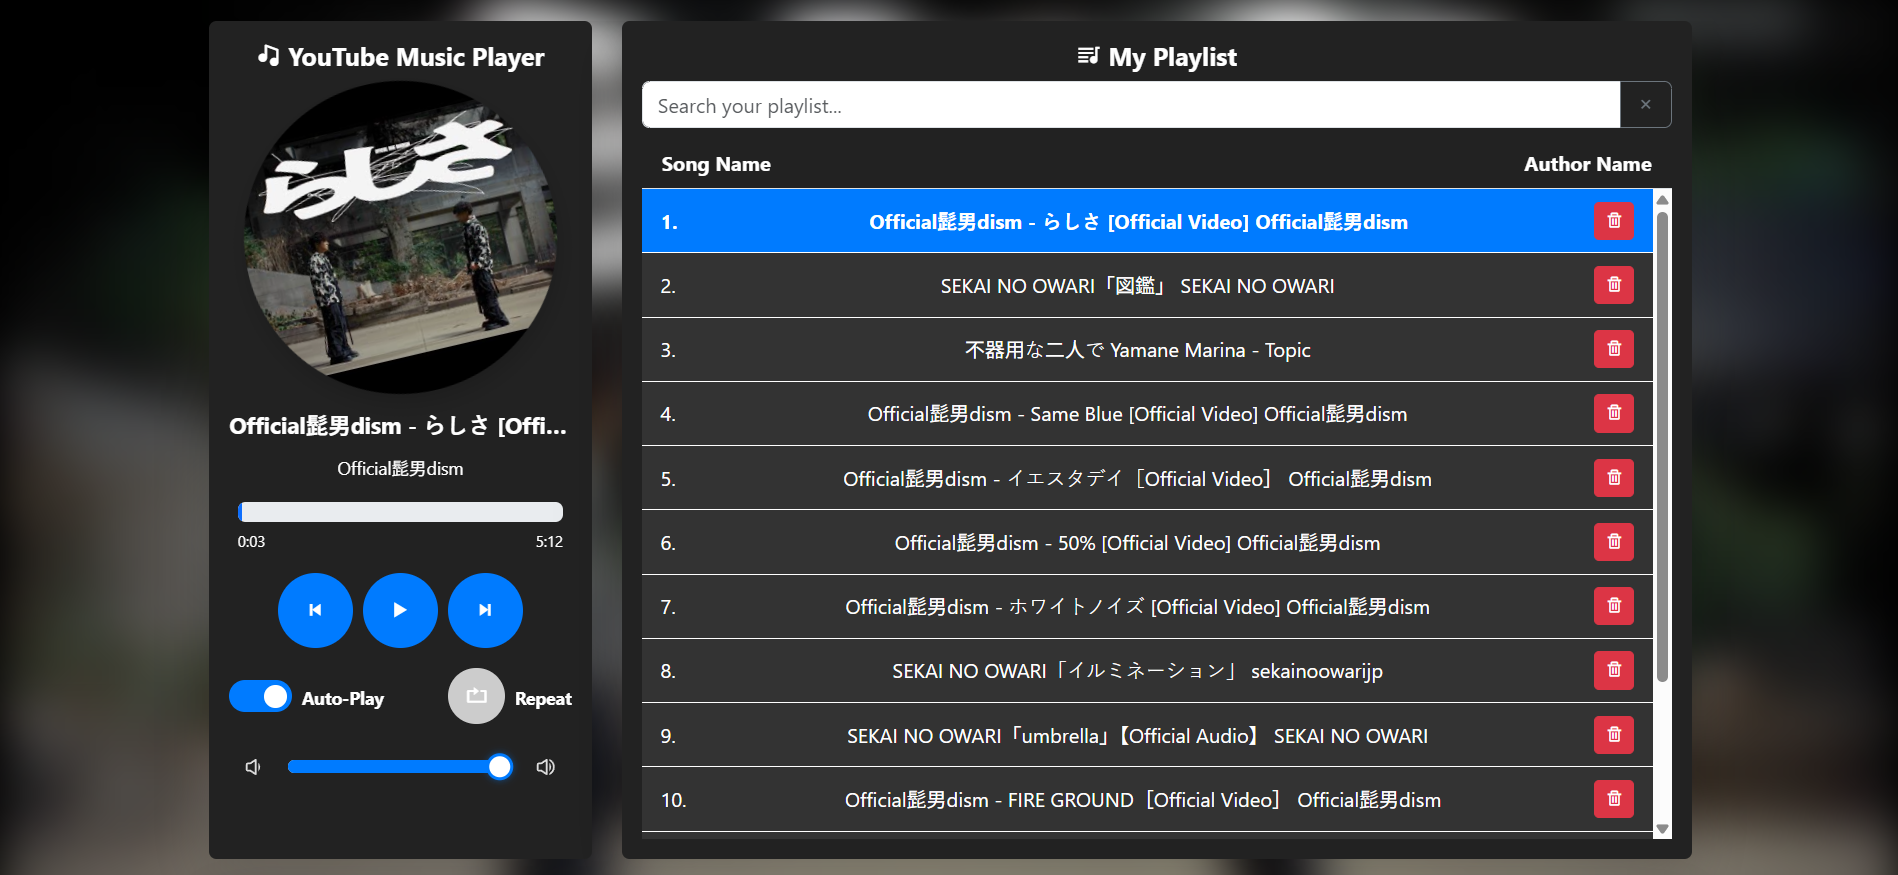 YouTube Music Player
らしさ
Official髭男dism - らしさ [Offi...
Official髭男dism
0:03
5:12
Auto-Play
Repeat
My Playlist
Search your playlist...
Song Name
Author Name
1. Official髭男dism - らしさ [Official Video] Official髭男dism
2. SEKAI NO OWARI「図鑑」 SEKAI NO OWARI
3. 不器用な二人で Yamane Marina - Topic
4. Official髭男dism - Same Blue [Official Video] Official髭男dism
5. Official髭男dism - イエスタデイ［Official Video］ Official髭男dism
6. Official髭男dism - 50% [Official Video] Official髭男dism
7. Official髭男dism - ホワイトノイズ [Official Video] Official髭男dism
8. SEKAI NO OWARI「イルミネーション」 sekainoowarijp
9. SEKAI NO OWARI「umbrella」【Official Audio】 SEKAI NO OWARI
10. Official髭男dism - FIRE GROUND［Official Video］ Official髭男dism